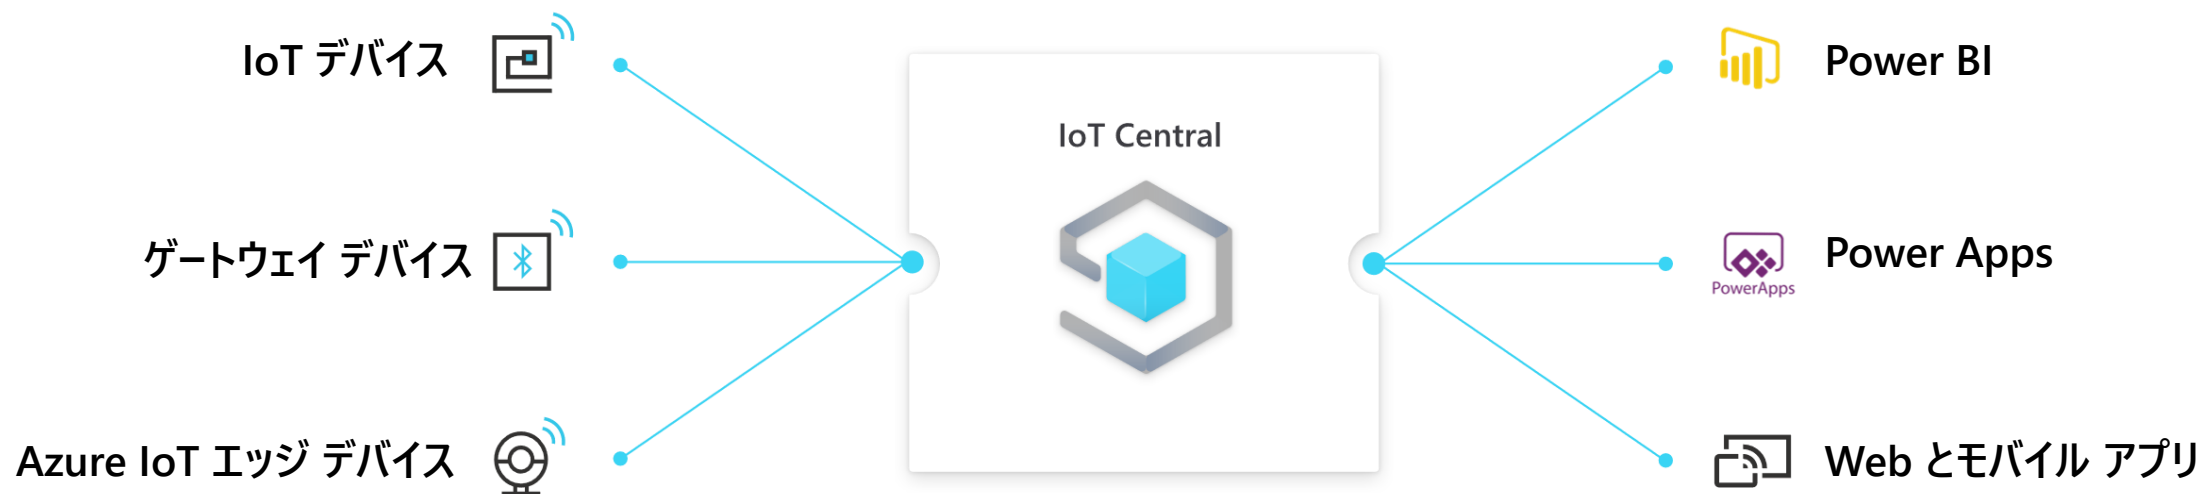 IoT デバイス
ゲートウェイ デバイス
Azure IoT エッジ デバイス
IoT Central
Power BI
PowerApps
Power Apps
Web とモバイル アプリ